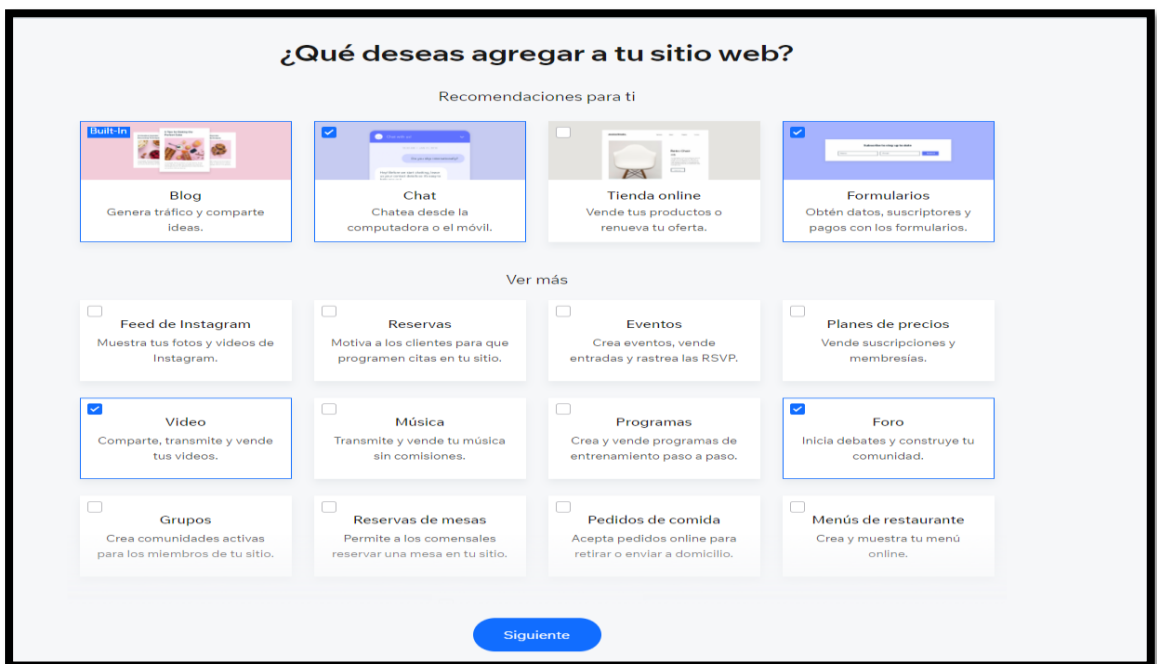 ¿Qué deseas agregar a tu sitio web?
Recomendaciones para ti
Built-In
Blog
Genera tráfico y comparte
ideas.
Chat
Chatea desde la
computadora o el móvil.
Tienda online
Vende tus productos o
renueva tu oferta.
Formularios
Obtén datos, suscriptores y
pagos con los formularios.
Ver más
Feed de Instagram
Muestra tus fotos y videos de
Instagram.
Reservas
Motiva a los clientes para que
programen citas en tu sitio.
Eventos
Crea eventos, vende
entradas y rastrea las RSVP.
Planes de precios
Vende suscripciones y
membresías.
Video
Comparte, transmite y vende
tus videos.
Música
Transmite y vende tu música
sin comisiones.
Programas
Crea y vende programas de
entrenamiento paso a paso.
Foro
Inicia debates y construye tu
comunidad.
Grupos
Crea comunidades activas
para los miembros de tu sitio.
Reservas de mesas
Permite a los comensales
reservar una mesa en tu sitio.
Pedidos de comida
Acepta pedidos online para
retirar o enviar a domicilio.
Menús de restaurante
Crea y muestra tu menú
online.
Siguiente